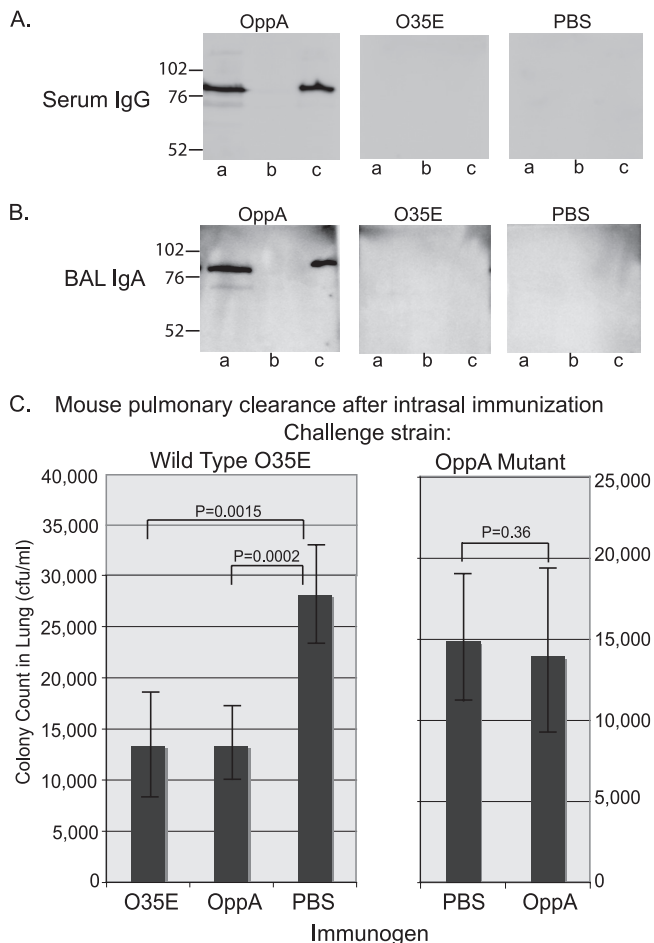 A.
OppA O35E PBS
Serum IgG
102
76
52
a b c a b c a b c
B.
OppA O35E PBS
BAL IgA
102
76
52
a b c a b c a b c
C. Mouse pulmonary clearance after intrasal immunization
Challenge strain:
Wild Type O35E OppA Mutant
Colony Count in Lung (cfu/ml)
40,000
35,000
30,000
25,000
20,000
15,000
10,000
5,000
0
P=0.0015
P=0.0002
O35E OppA PBS
P=0.36
25,000
20,000
15,000
10,000
5,000
0
PBS OppA
Immunogen